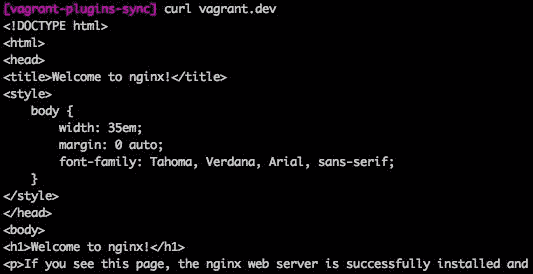 [vagrant-plugins-sync] curl vagrant.dev
<!DOCTYPE html>
<html>
<head>
<title>Welcome to nginx!</title>
<style>
    body {
        width: 35em;
        margin: 0 auto;
        font-family: Tahoma, Verdana, Arial, sans-serif;
    }
</style>
</head>
<body>
<h1>Welcome to nginx!</h1>
<p>If you see this page, the nginx web server is successfully installed and